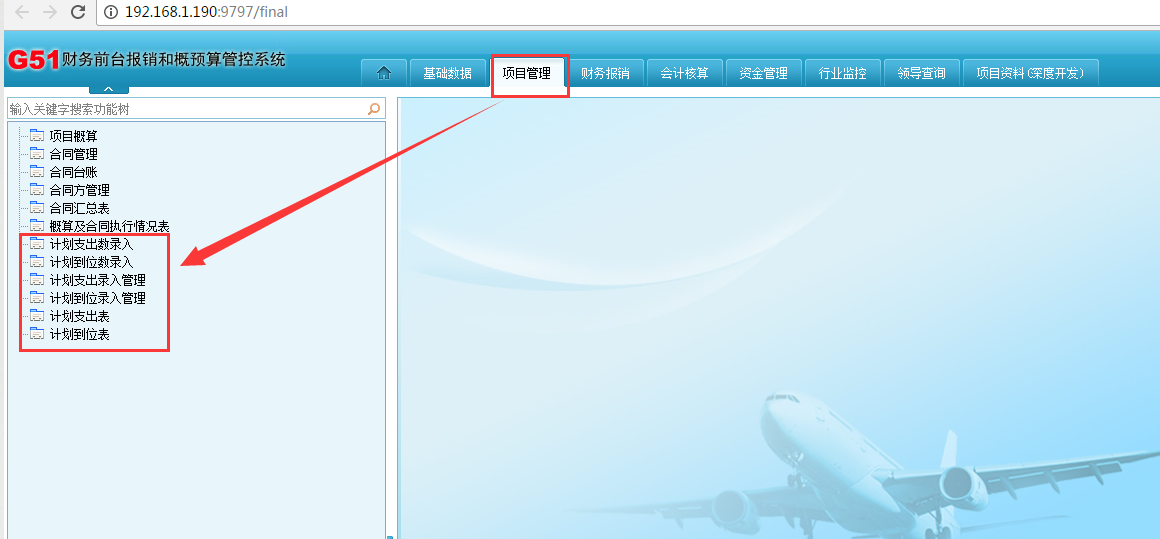 192.168.1.190:9797/final
G51财务前台报销和概预算管控系统
基础数据 项目管理 财务报销 会计核算 资金管理 行业监控 领导查询 项目资料(深度开发)
输入关键字搜索功能树
项目概算
合同管理
合同台账
合同方管理
合同汇总表
概算及合同执行情况表
计划支出数录入
计划到位数录入
计划支出录入管理
计划到位录入管理
计划支出表
计划到位表